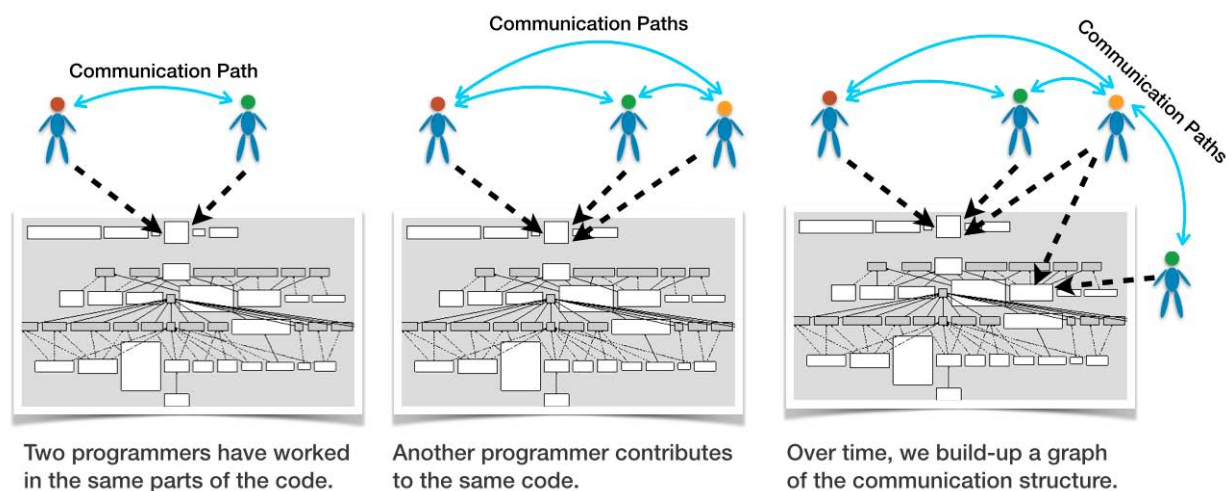 Communication Path
Two programmers have worked
in the same parts of the code.
Communication Paths
Another programmer contributes
to the same code.
Communication Paths
Over time, we build-up a graph
of the communication structure.